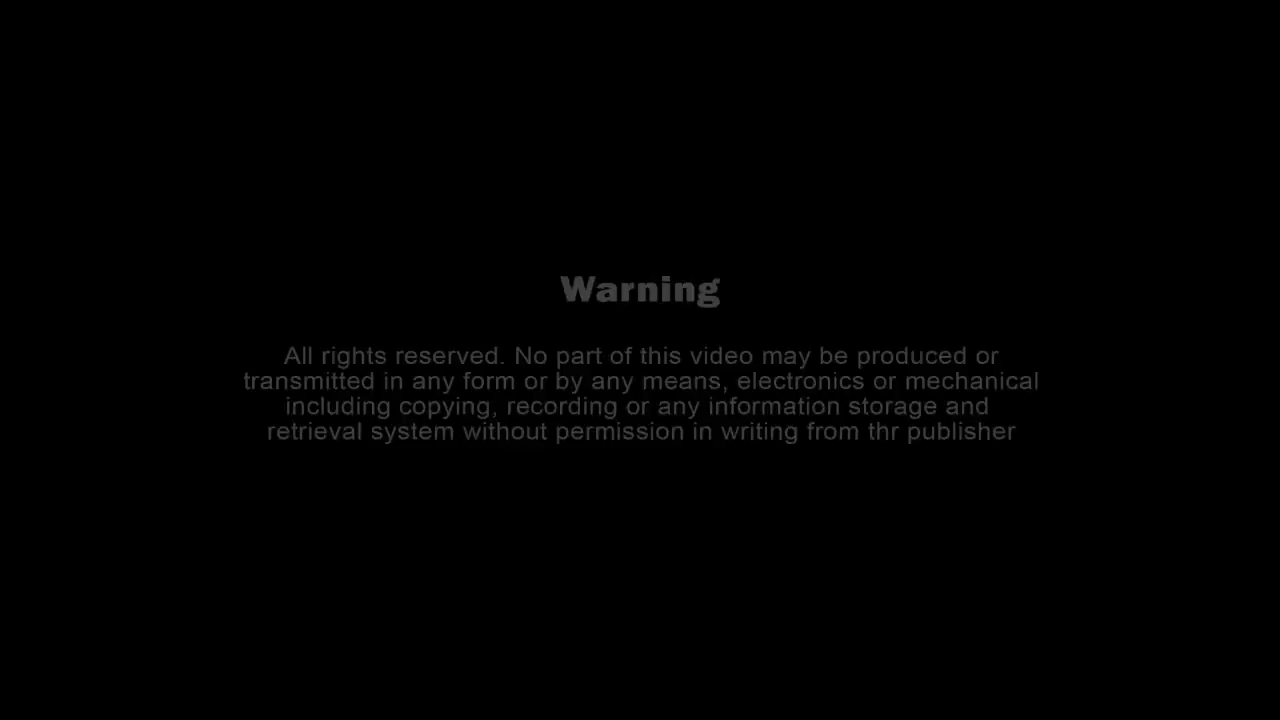 Warning
All rights reserved. No part of this video may be produced or
transmitted in any form or by any means, electronics or mechanical
including copying, recording or any information storage and
retrieval system without permission in writing from thr publisher